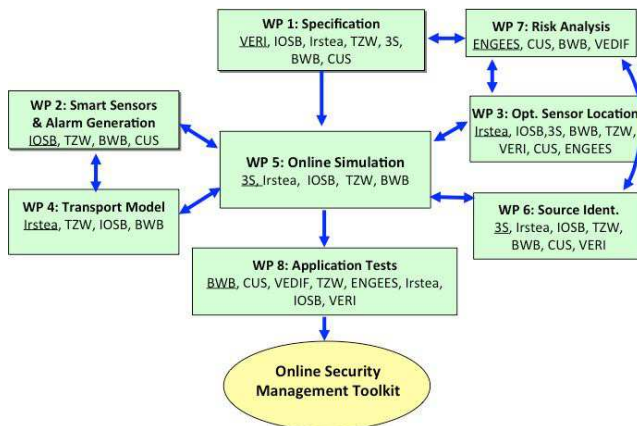 WP 1: Specification
VERI, IOSB, Irstea, TZW, 3S,
BWB, CUS
WP 7: Risk Analysis
ENGEES, CUS, BWB, VEDIF
WP 2: Smart Sensors
& Alarm Generation
IOSB, TZW, BWB, CUS
WP 3: Opt. Sensor Location
Irstea, IOSB,3S, BWB, TZW,
VERI, CUS, ENGEES
WP 5: Online Simulation
3S, Irstea, IOSB, TZW, BWB
WP 4: Transport Model
Irstea, TZW, IOSB, BWB
WP 6: Source Ident.
3S, Irstea, IOSB, TZW,
BWB, CUS, VERI
WP 8: Application Tests
BWB, CUS, VEDIF, TZW, ENGEES, Irstea,
IOSB, VERI
Online Security
Management Toolkit